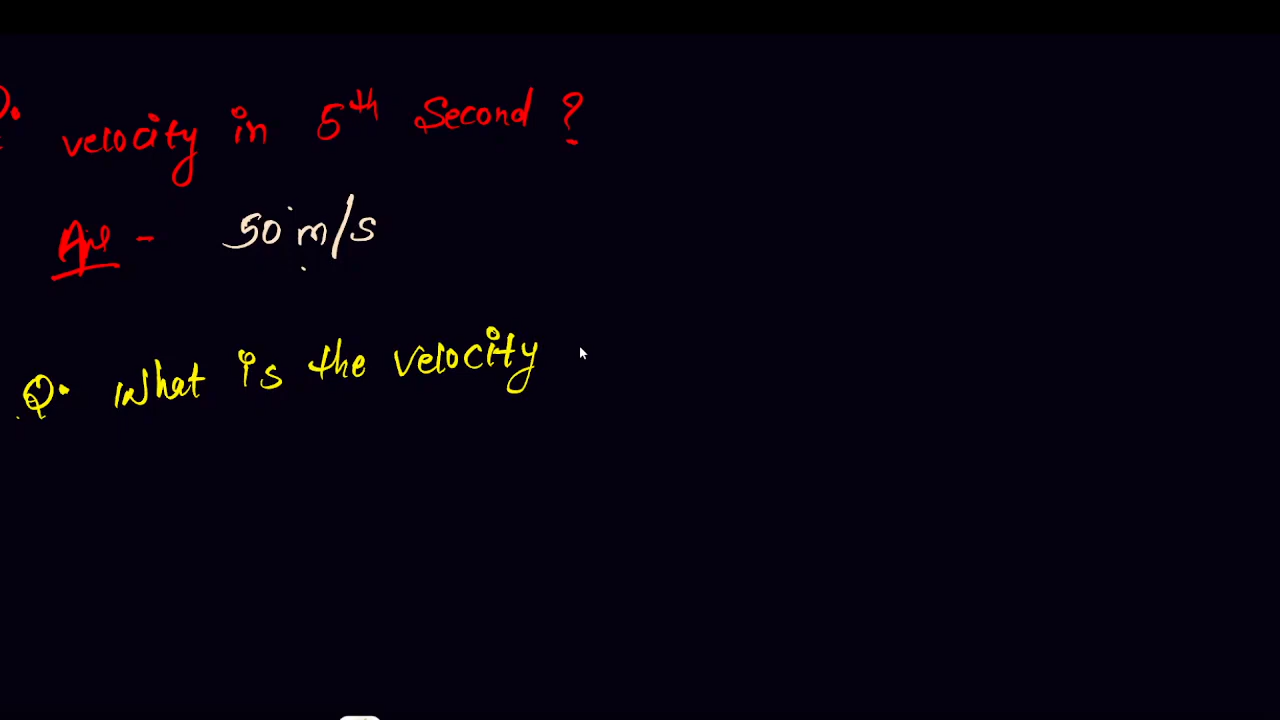 Q. velocity in 5th Second ?
Ans - 50 m/s
Q. What is the velocity